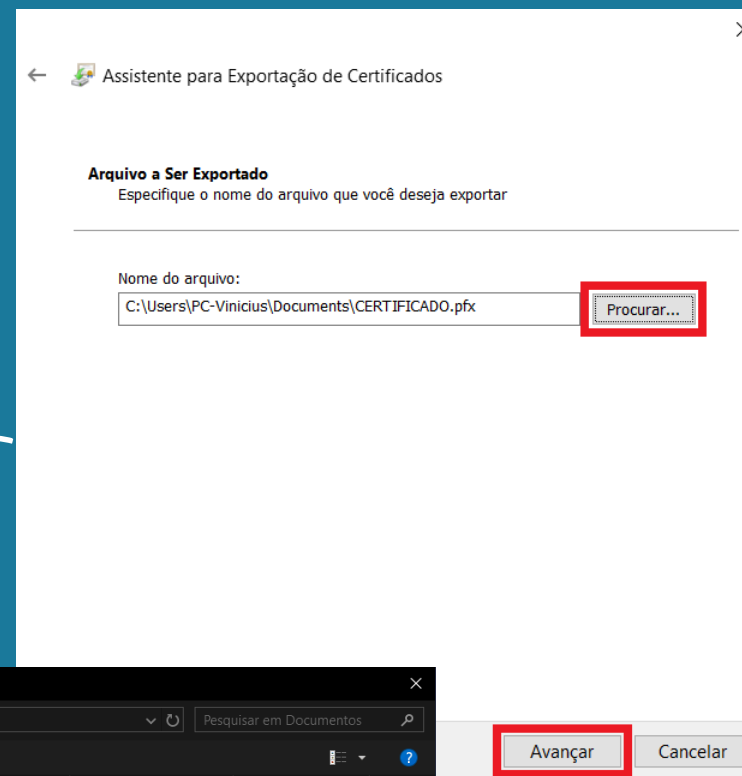 Assistente para Exportação de Certificados
Arquivo a Ser Exportado
Especifique o nome do arquivo que você deseja exportar
Nome do arquivo:
C:\Users\PC-Vinicius\Documents\CERTIFICADO.pfx
Procurar...
Pesquisar em Documentos
Avançar
Cancelar